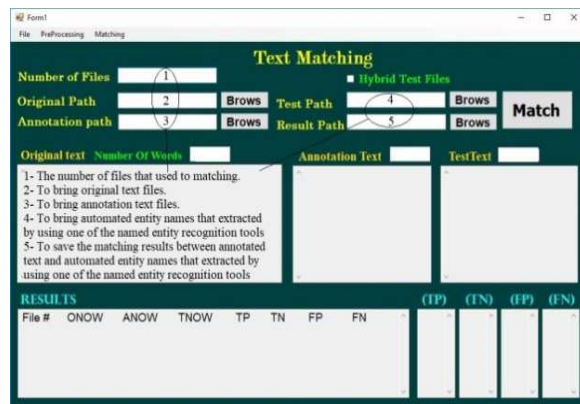 Form1
File PreProcessing Matching
Text Matching
Number of Files 1 Hybrid Test Files
Original Path 2 Brows Test Path 4 Brows
Match
Annotation path 3 Brows Result Path 5 Brows
Original text Number Of Words Annotation Text TestText
1- The number of files that used to matching.
2- To bring original text files.
3- To bring annotation text files.
4- To bring automated entity names that extracted
by using one of the named entity recognition tools
5- To save the matching results between annotated
text and automated entity names that extracted by
using one of the named entity recognition tools
RESULTS (TP) (TN) (FP) (FN)
File # ONOW ANOW TNOW TP TN FP FN